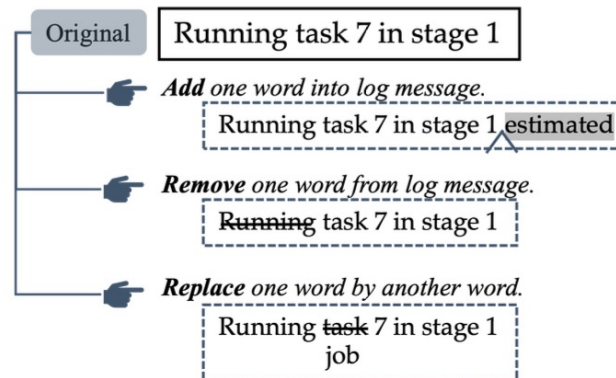 Original
Running task 7 in stage 1
Add one word into log message.
Running task 7 in stage 1 estimated
Remove one word from log message.
Running task 7 in stage 1
Replace one word by another word.
Running task 7 in stage 1
job